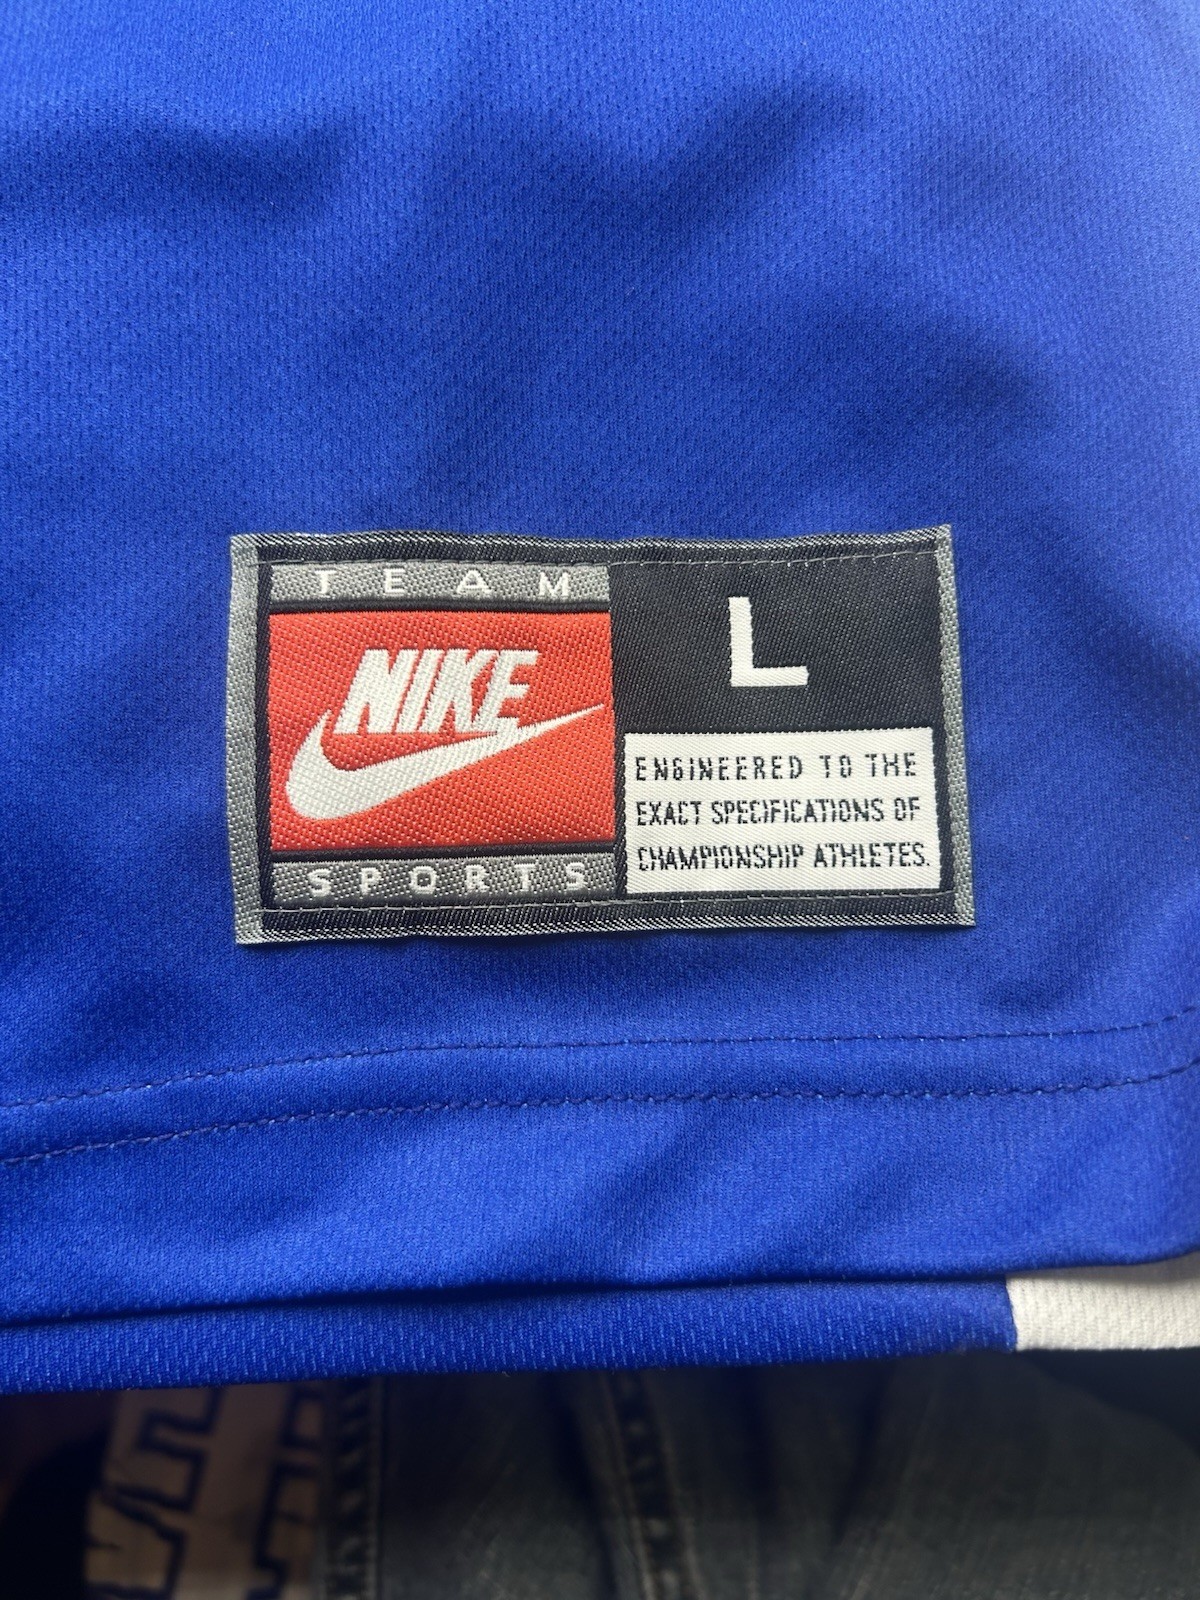 TEAM
NIKE
SPORTS
L
ENGINEERED TO THE
EXACT SPECIFICATIONS OF
CHAMPIONSHIP ATHLETES.